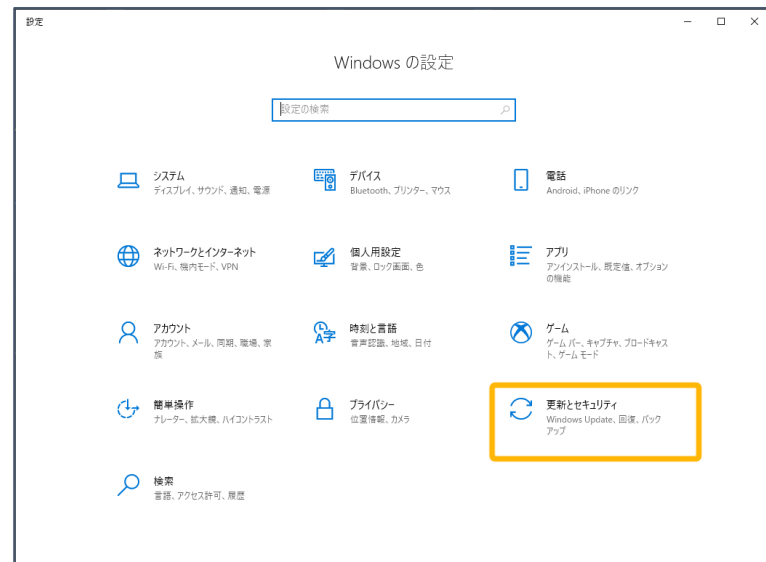 設定
Windows の設定
設定の検索
システム
ディスプレイ、サウンド、通知、電源
デバイス
Bluetooth、プリンター、マウス
電話
Android、iPhone のリンク
ネットワークとインターネット
Wi-Fi、機内モード、VPN
個人用設定
背景、ロック画面、色
アプリ
アンインストール、既定値、オプション
の機能
アカウント
アカウント、メール、同期、職場、家
族
時刻と言語
音声認識、地域、日付
ゲーム
ゲーム バー、キャプチャ、ブロードキャス
ト、ゲーム モード
簡単操作
ナレーター、拡大鏡、ハイコントラスト
プライバシー
位置情報、カメラ
更新とセキュリティ
Windows Update、回復、バック
アップ
検索
言語、アクセス許可、履歴